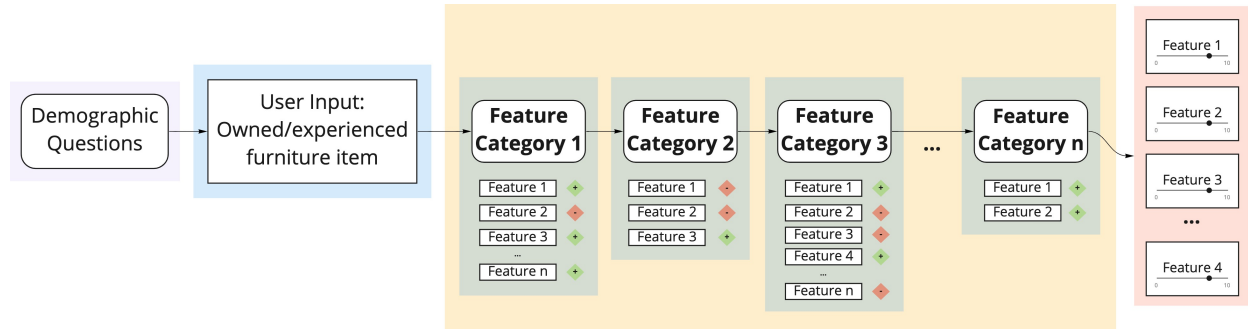 Demographic
Questions
User Input:
Owned/experienced
furniture item
Feature
Category 1
Feature 1 +
Feature 2 -
Feature 3 +
...
Feature n +
Feature
Category 2
Feature 1 -
Feature 2 -
Feature 3 +
Feature
Category 3
Feature 1 +
Feature 2 -
Feature 3 -
Feature 4 +
...
Feature n -
...
Feature
Category n
Feature 1 +
Feature 2 +
Feature 1
0 10
Feature 2
0 10
Feature 3
0 10
...
Feature 4
0 10